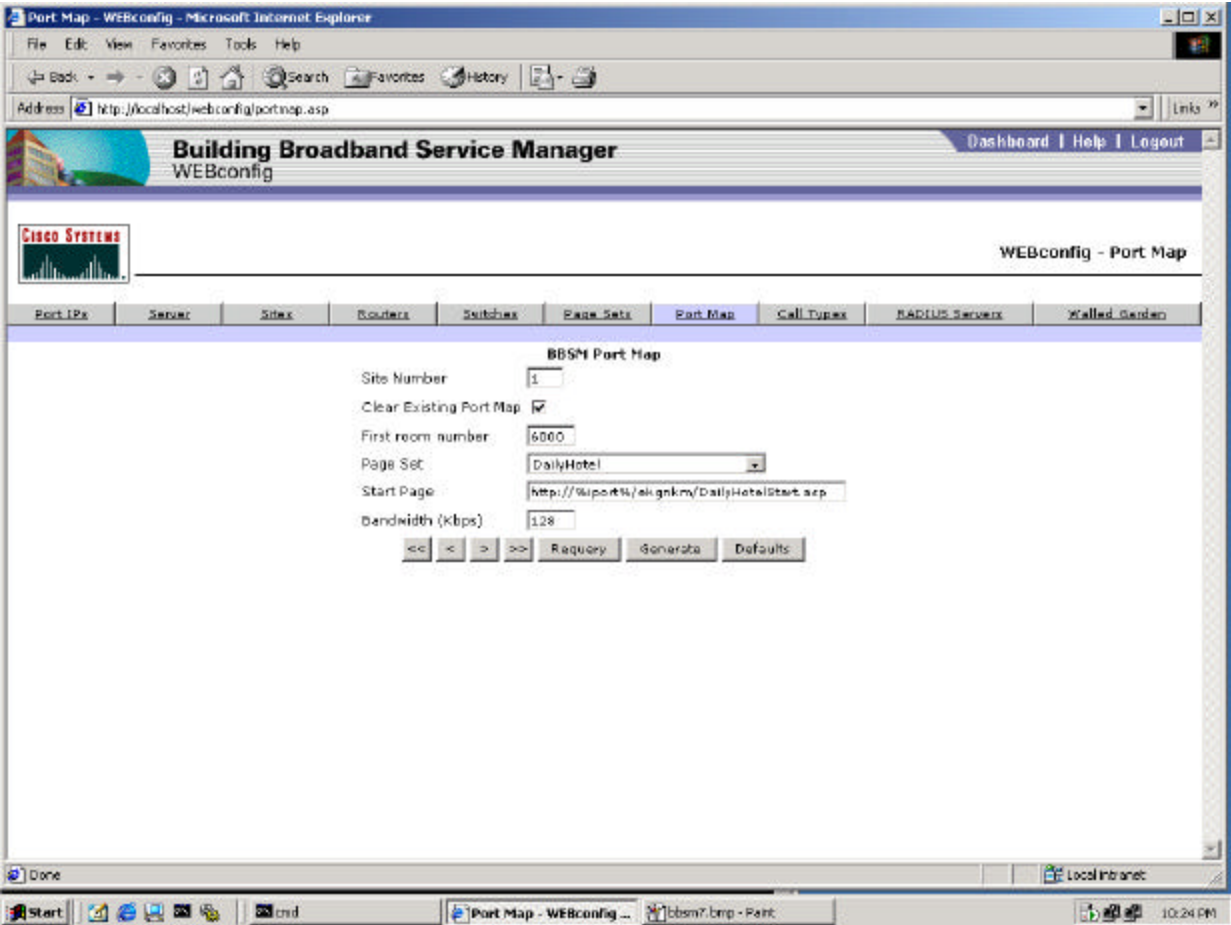 Port Map - WEBconfig - Microsoft Internet Explorer
File Edit View Favorites Tools Help
Back Search Favorites History
Address http://localhost/webconfig/portmap.asp Links »
Building Broadband Service Manager
WEBconfig
Dashboard | Help | Logout
CISCO SYSTEMS
WEBconfig - Port Map
Port IPs Server Sites Routers Switches Page Sets Port Map Call Types RADIUS Servers Walled Garden
BBSM Port Map
Site Number 1
Clear Existing Port Map
First room number 6000
Page Set DailyHotel
Start Page http://%iport%/ekgnkm/DailyHotelStart.asp
Bandwidth (Kbps) 128
<< < > >> Requery Generate Defaults
Done Local intranet
Start cmd Port Map - WEBconfig ... bbsm7.bmp - Paint 10:24 PM